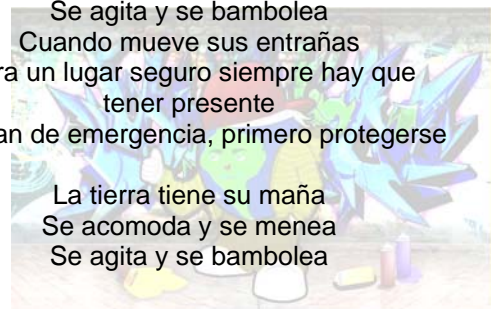 Se agita y se bambolea
Cuando mueve sus entrañas
un lugar seguro siempre hay que
tener presente
de emergencia, primero protegerse
La tierra tiene su maña
Se acomoda y se menea
Se agita y se bambolea